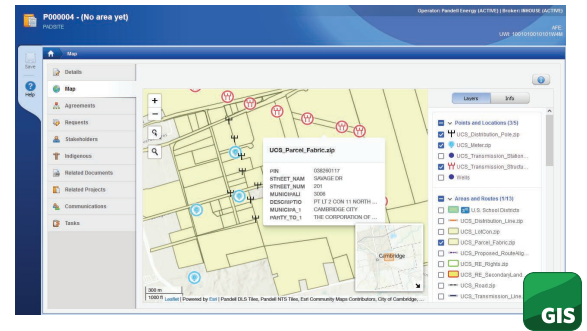 Operator: Pandell Energy (ACTIVE) | Broker: INHOUSE (ACTIVE)
P000004 - (No area yet)
PADSITE
AFE:
Map
Save
Help
Details
Map
Agreements
Requests
Stakeholders
Indigenous
Related Documents
Related Projects
Communications
Tasks
+
−
UCS_Parcel_Fabric.zip
PIN 038280117
STREET_NAM SAVAGE DR
STREET_NUM 201
MUNICIPALI 3006
DESCRIPTIO PT LT 2 CON 11 NORTH ...
MUNICIPA_1 CAMBRIDGE CITY
PARTY_TO_1 THE CORPORATION OF ...
Cambridge
300 m
1000 ft
Leaflet | Powered by Esri | Pandell DLS Tiles, Pandell NTS Tiles, Esri Community Maps Contributors, City of Cambridge, ...
Layers Info
Points and Locations (3/5)
UCS_Distribution_Pole.zip
UCS_Meter.zip
UCS_Transmission_Station...
UCS_Transmission_Structu...
Wells
Areas and Routes (1/13)
U.S. School Districts
UCS_Distribution_Line.zip
UCS_LotCon.zip
UCS_Parcel_Fabric.zip
UCS_Proposed_RouteAlig...
UCS_RE_Rights.zip
UCS_RE_SecondaryLand...
UCS_Road.zip
UCS_Transmission_Line...
GIS